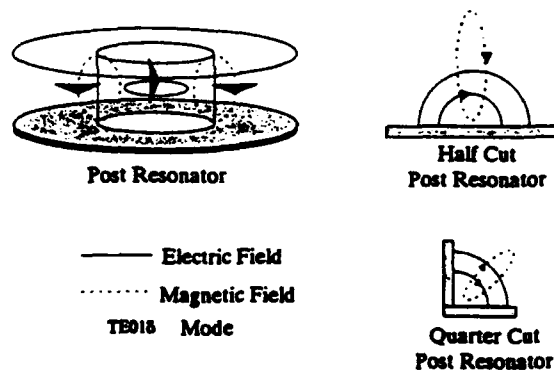 Post Resonator
Half Cut
Post Resonator
Electric Field
Magnetic Field
TE01δ Mode
Quarter Cut
Post Resonator